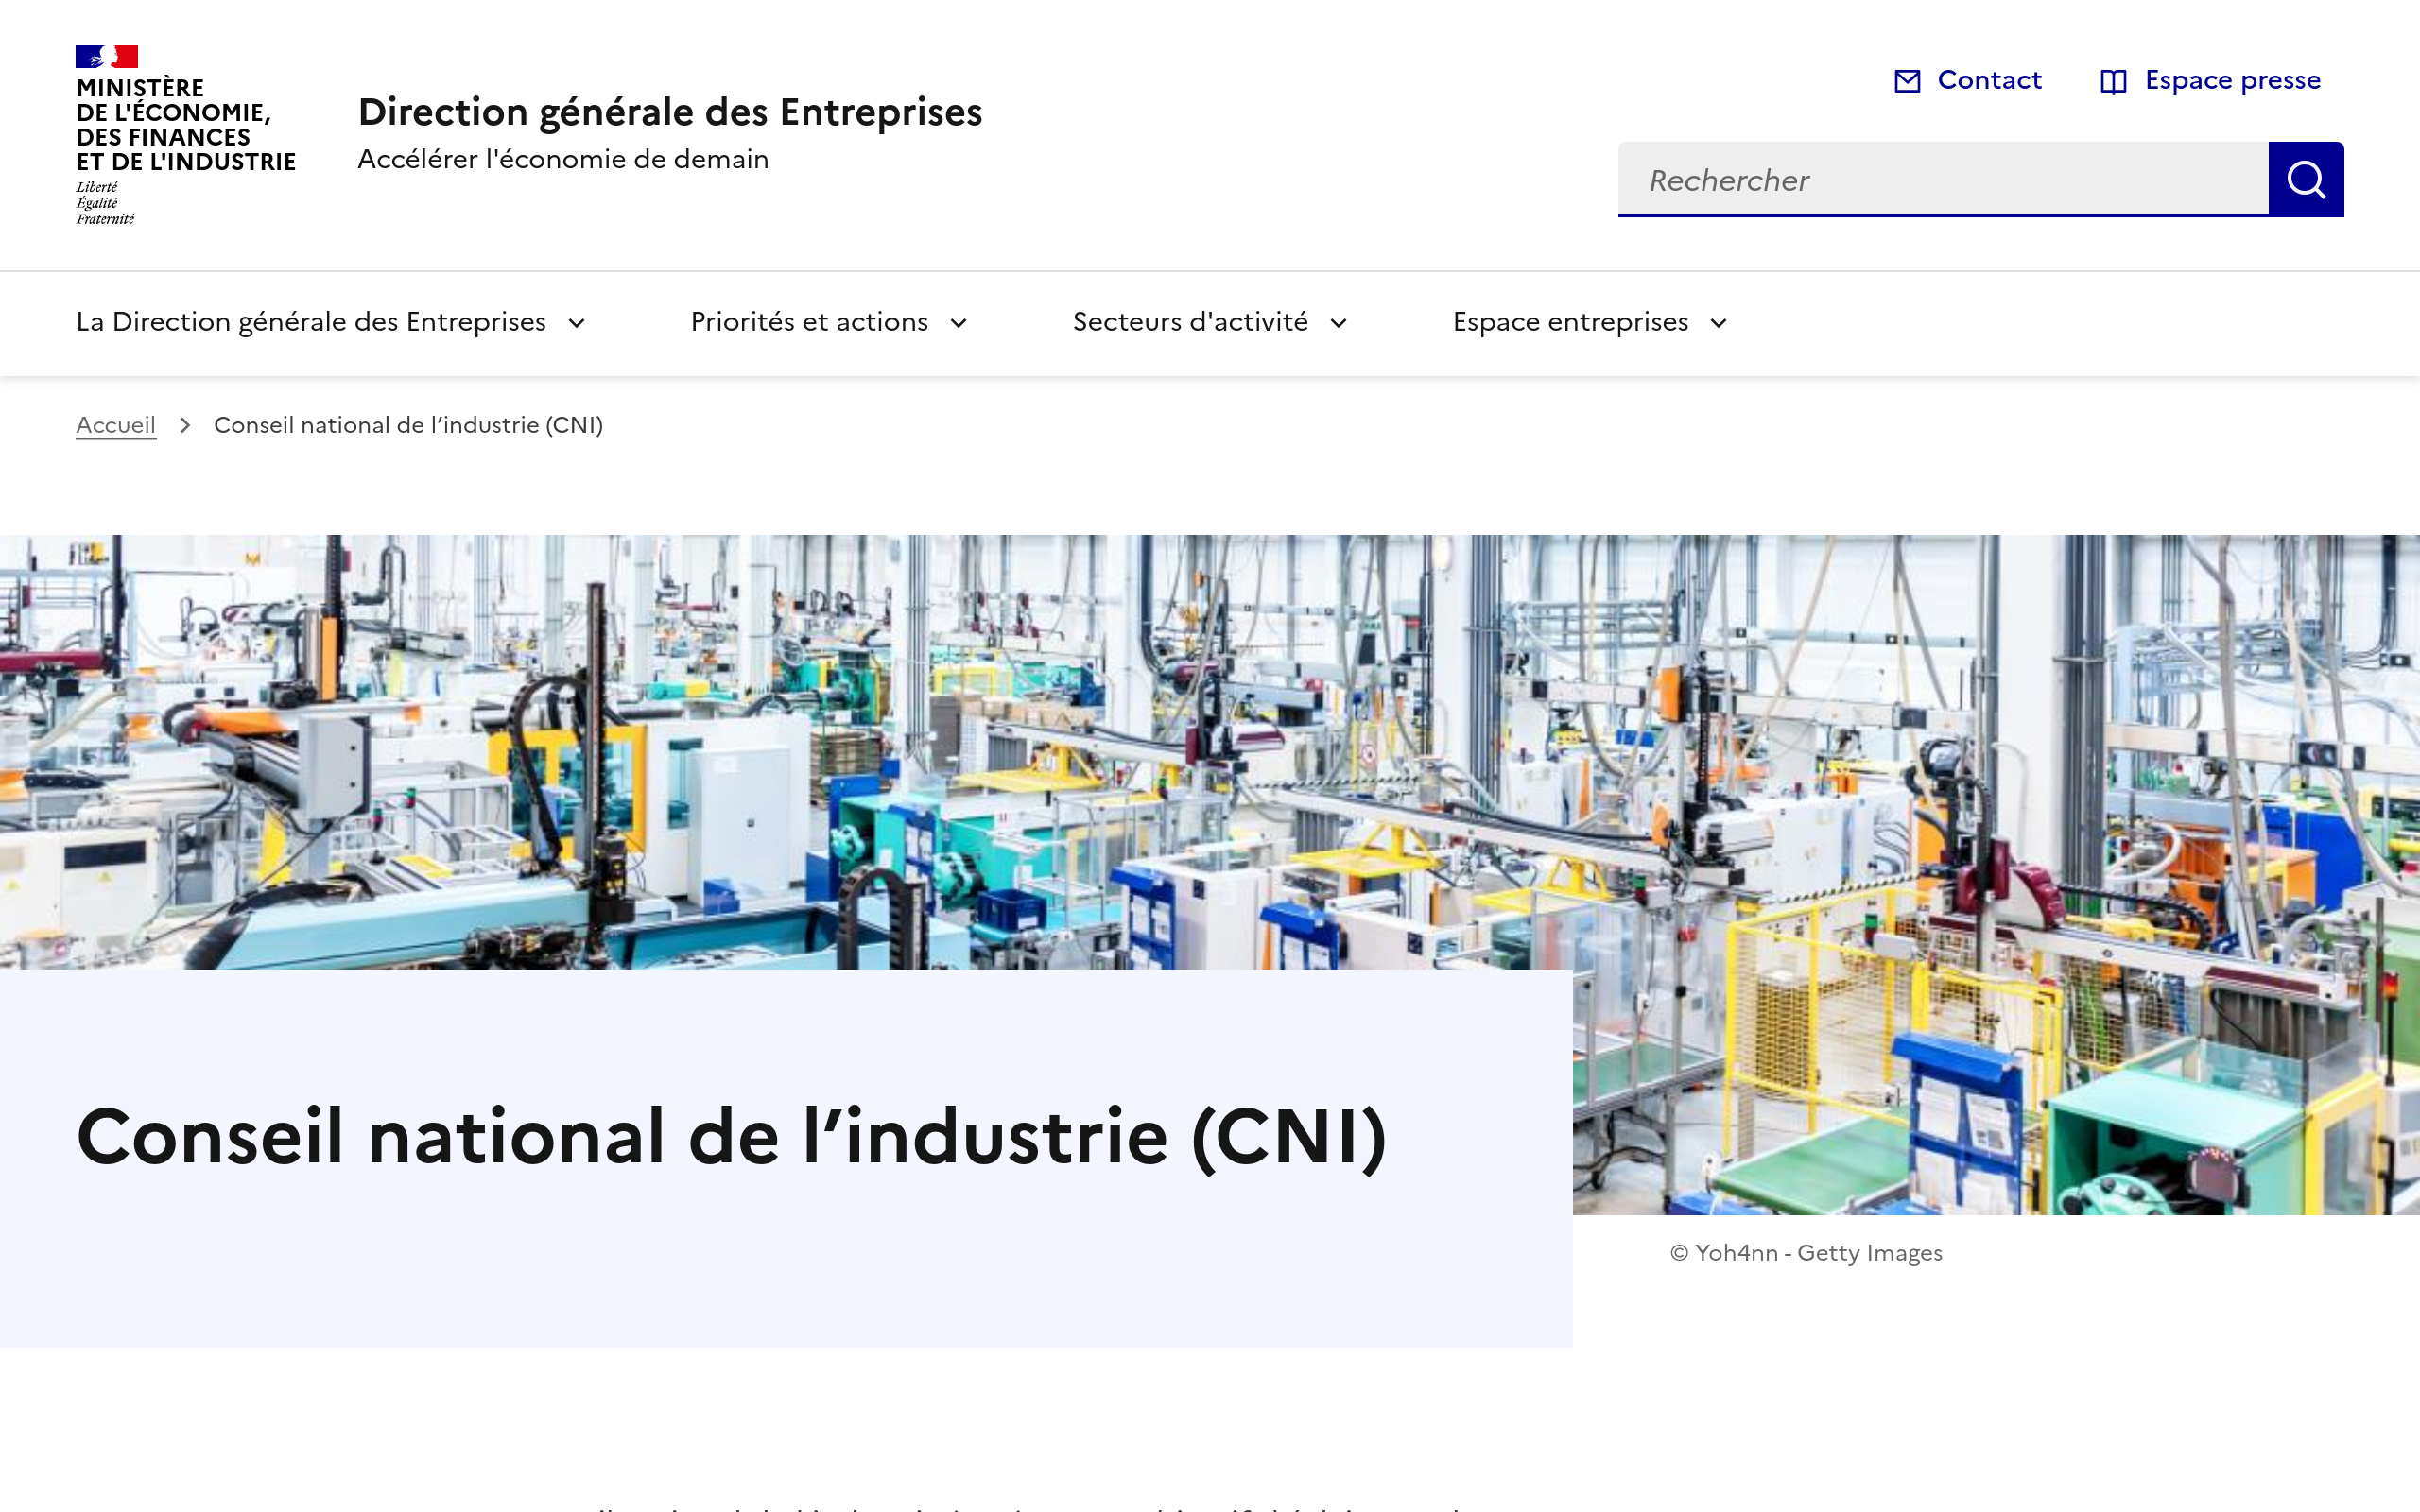 MINISTÈRE
DE L'ÉCONOMIE,
DES FINANCES
ET DE L'INDUSTRIE
Liberté
Égalité
Fraternité
Direction générale des Entreprises
Accélérer l'économie de demain
Contact
Espace presse
Rechercher
La Direction générale des Entreprises
Priorités et actions
Secteurs d'activité
Espace entreprises
Accueil
Conseil national de l’industrie (CNI)
Conseil national de l’industrie (CNI)
© Yoh4nn - Getty Images